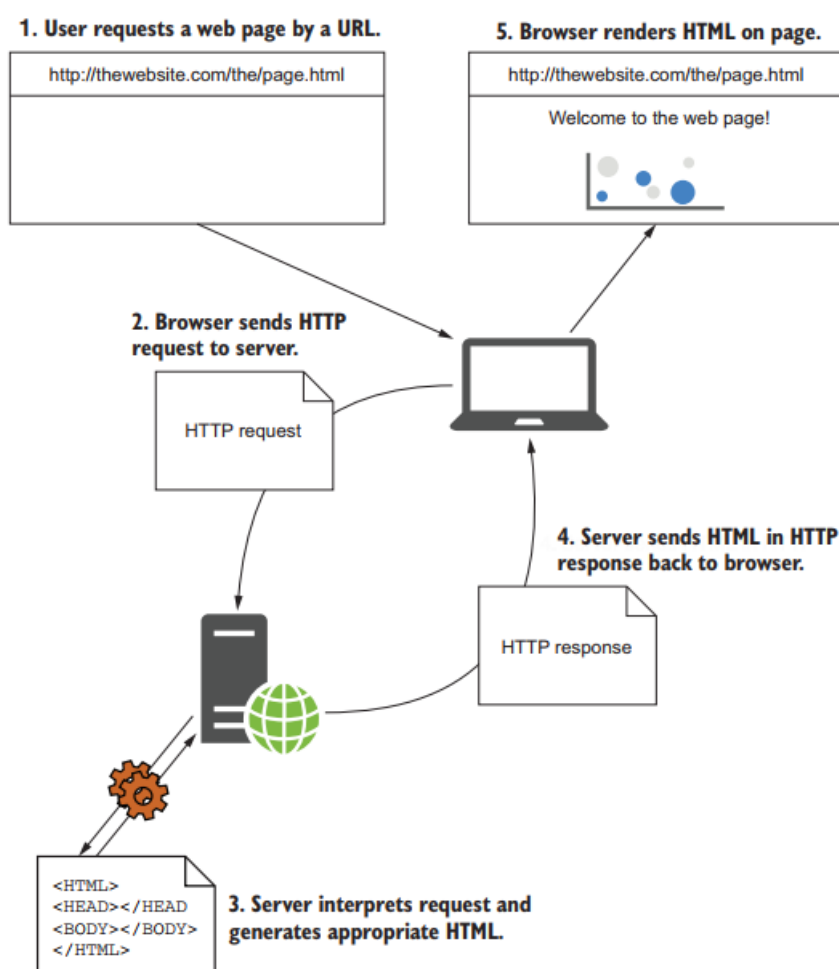 1. User requests a web page by a URL.
http://thewebsite.com/the/page.html
5. Browser renders HTML on page.
http://thewebsite.com/the/page.html
Welcome to the web page!
2. Browser sends HTTP
request to server.
HTTP request
4. Server sends HTML in HTTP
response back to browser.
HTTP response
<HTML>
<HEAD></HEAD
<BODY></BODY>
</HTML>
3. Server interprets request and
generates appropriate HTML.